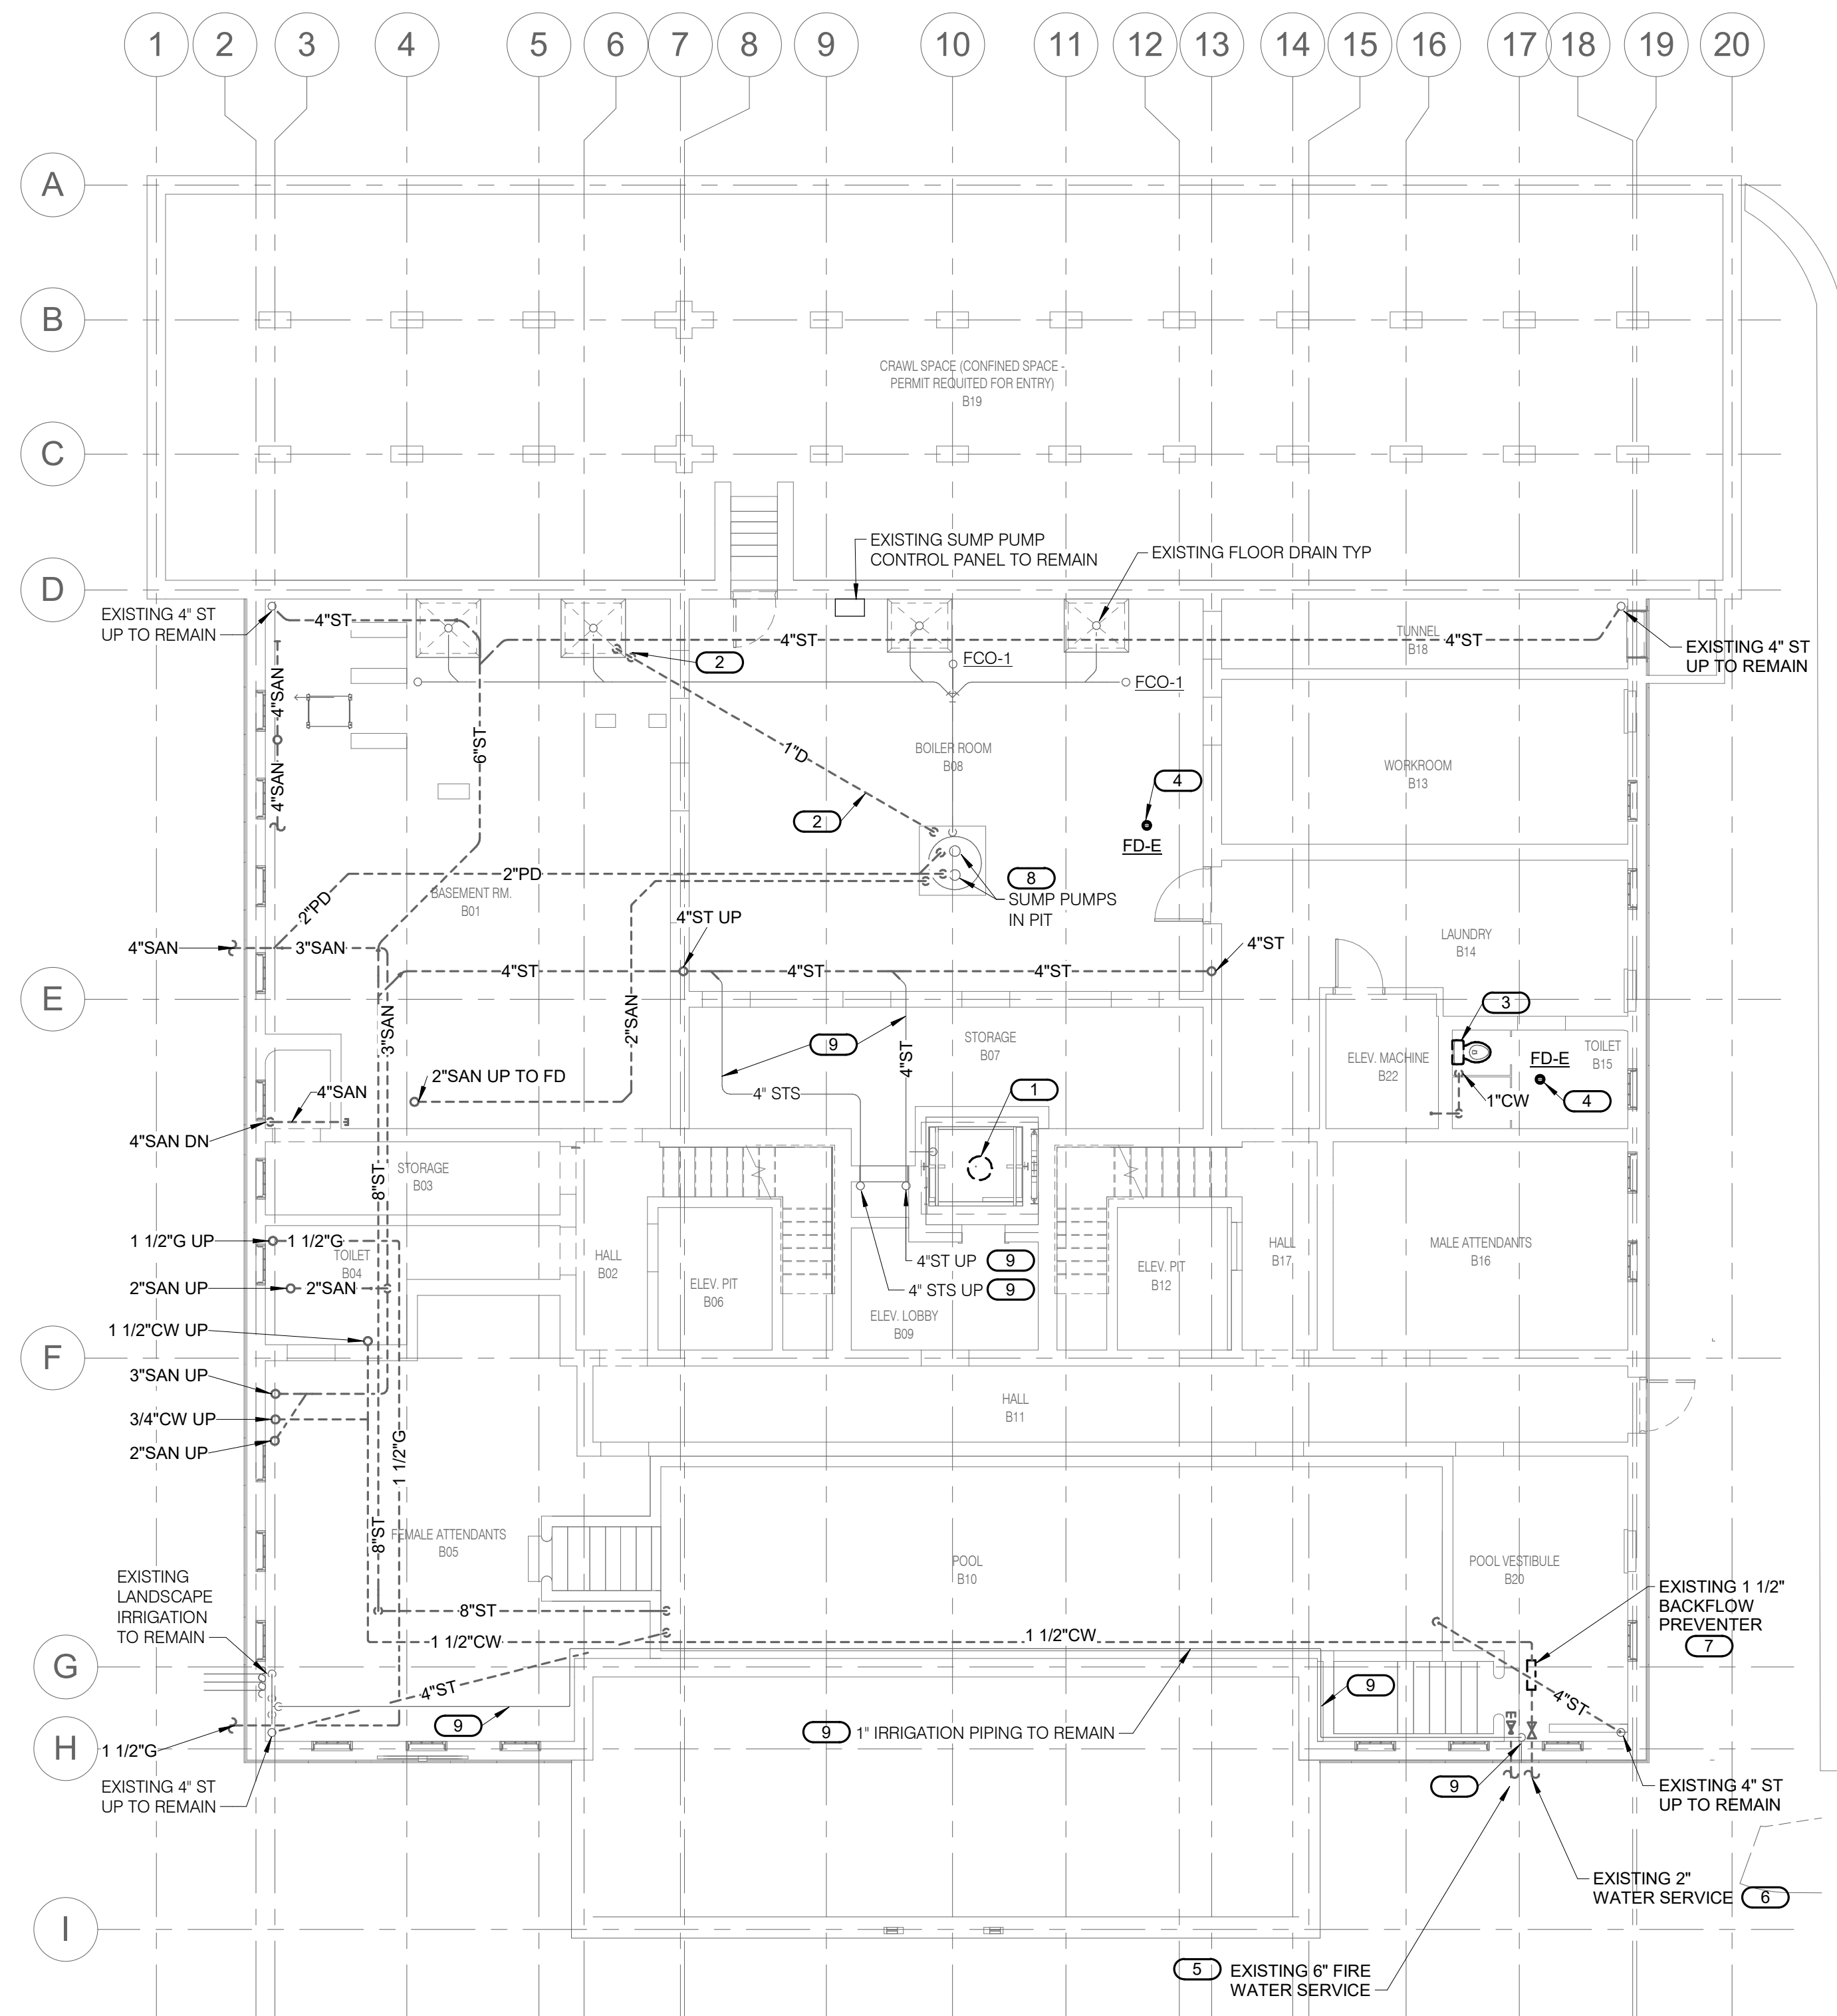 1 2 3 4 5 6 7 8 9 10 11 12 13 14 15 16 17 18 19 20
A
B
CRAWL SPACE (CONFINED SPACE -
PERMIT REQUITED FOR ENTRY)
B19
C
EXISTING SUMP PUMP
CONTROL PANEL TO REMAIN
EXISTING FLOOR DRAIN TYP
D
EXISTING 4" ST
UP TO REMAIN
4"ST
4"ST
TUNNEL
B18
4"ST
EXISTING 4" ST
UP TO REMAIN
2
FCO-1
FCO-1
4"SAN
4"SAN
6"ST
1"D
BOILER ROOM
B08
WORKROOM
B13
4
2
FD-E
2"PD
2"PD
BASEMENT RM.
B01
8
SUMP PUMPS
IN PIT
4"ST UP
4"SAN
3"SAN
4"ST
LAUNDRY
B14
4"ST
4"ST
4"ST
E
3"SAN
2"SAN
9
4"ST
STORAGE
B07
3
ELEV. MACHINE
B22
FD-E
TOILET
B15
2"SAN UP TO FD
4"SAN
4" STS
1
1"CW
4
4"SAN DN
STORAGE
B03
8"ST
1 1/2"G UP
1 1/2"G
TOILET
B04
HALL
B02
4"ST UP
9
ELEV. PIT
B12
HALL
B17
MALE ATTENDANTS
B16
2"SAN UP
2"SAN
ELEV. PIT
B06
4" STS UP
9
ELEV. LOBBY
B09
1 1/2"CW UP
F
3"SAN UP
3/4"CW UP
2"SAN UP
HALL
B11
1 1/2"G
8"ST
FEMALE ATTENDANTS
B05
POOL
B10
POOL VESTIBULE
B20
EXISTING
LANDSCAPE
IRRIGATION
TO REMAIN
EXISTING 1 1/2"
BACKFLOW
PREVENTER
7
8"ST
1 1/2"CW
1 1/2"CW
G
4"ST
9
4"ST
9
9
1" IRRIGATION PIPING TO REMAIN
H
1 1/2"G
EXISTING 4" ST
UP TO REMAIN
9
EXISTING 4" ST
UP TO REMAIN
EXISTING 2"
WATER SERVICE
6
I
5
EXISTING 6" FIRE
WATER SERVICE